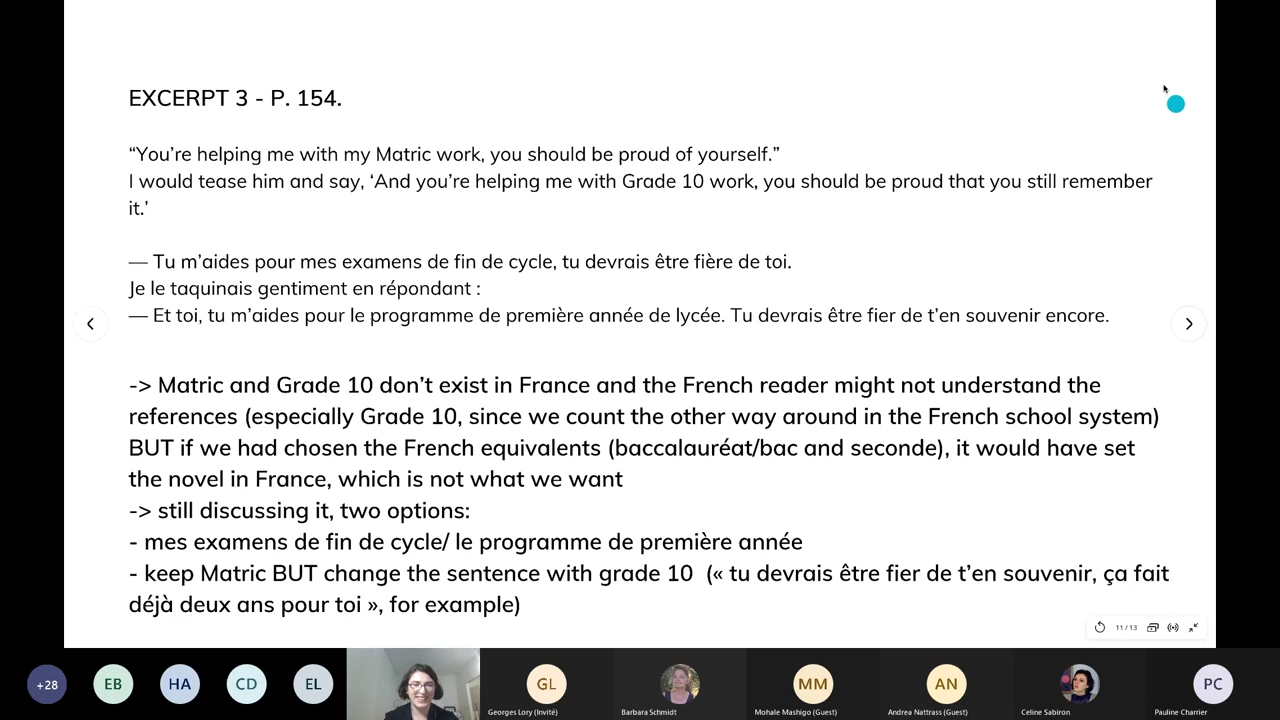 EXCERPT 3 - P. 154.
“You’re helping me with my Matric work, you should be proud of yourself.”
I would tease him and say, ‘And you’re helping me with Grade 10 work, you should be proud that you still remember
it.’
— Tu m’aides pour mes examens de fin de cycle, tu devrais être fière de toi.
Je le taquinais gentiment en répondant :
— Et toi, tu m’aides pour le programme de première année de lycée. Tu devrais être fier de t’en souvenir encore.
-> Matric and Grade 10 don’t exist in France and the French reader might not understand the
references (especially Grade 10, since we count the other way around in the French school system)
BUT if we had chosen the French equivalents (baccalauréat/bac and seconde), it would have set
the novel in France, which is not what we want
-> still discussing it, two options:
- mes examens de fin de cycle/ le programme de première année
- keep Matric BUT change the sentence with grade 10 (« tu devrais être fier de t’en souvenir, ça fait
déjà deux ans pour toi », for example)
11 / 13
+28 EB HA CD EL GL MM AN PC
Georges Lory (Invité) Barbara Schmidt Mohale Mashigo (Guest) Andrea Nattrass (Guest) Celine Sabiron Pauline Charrier